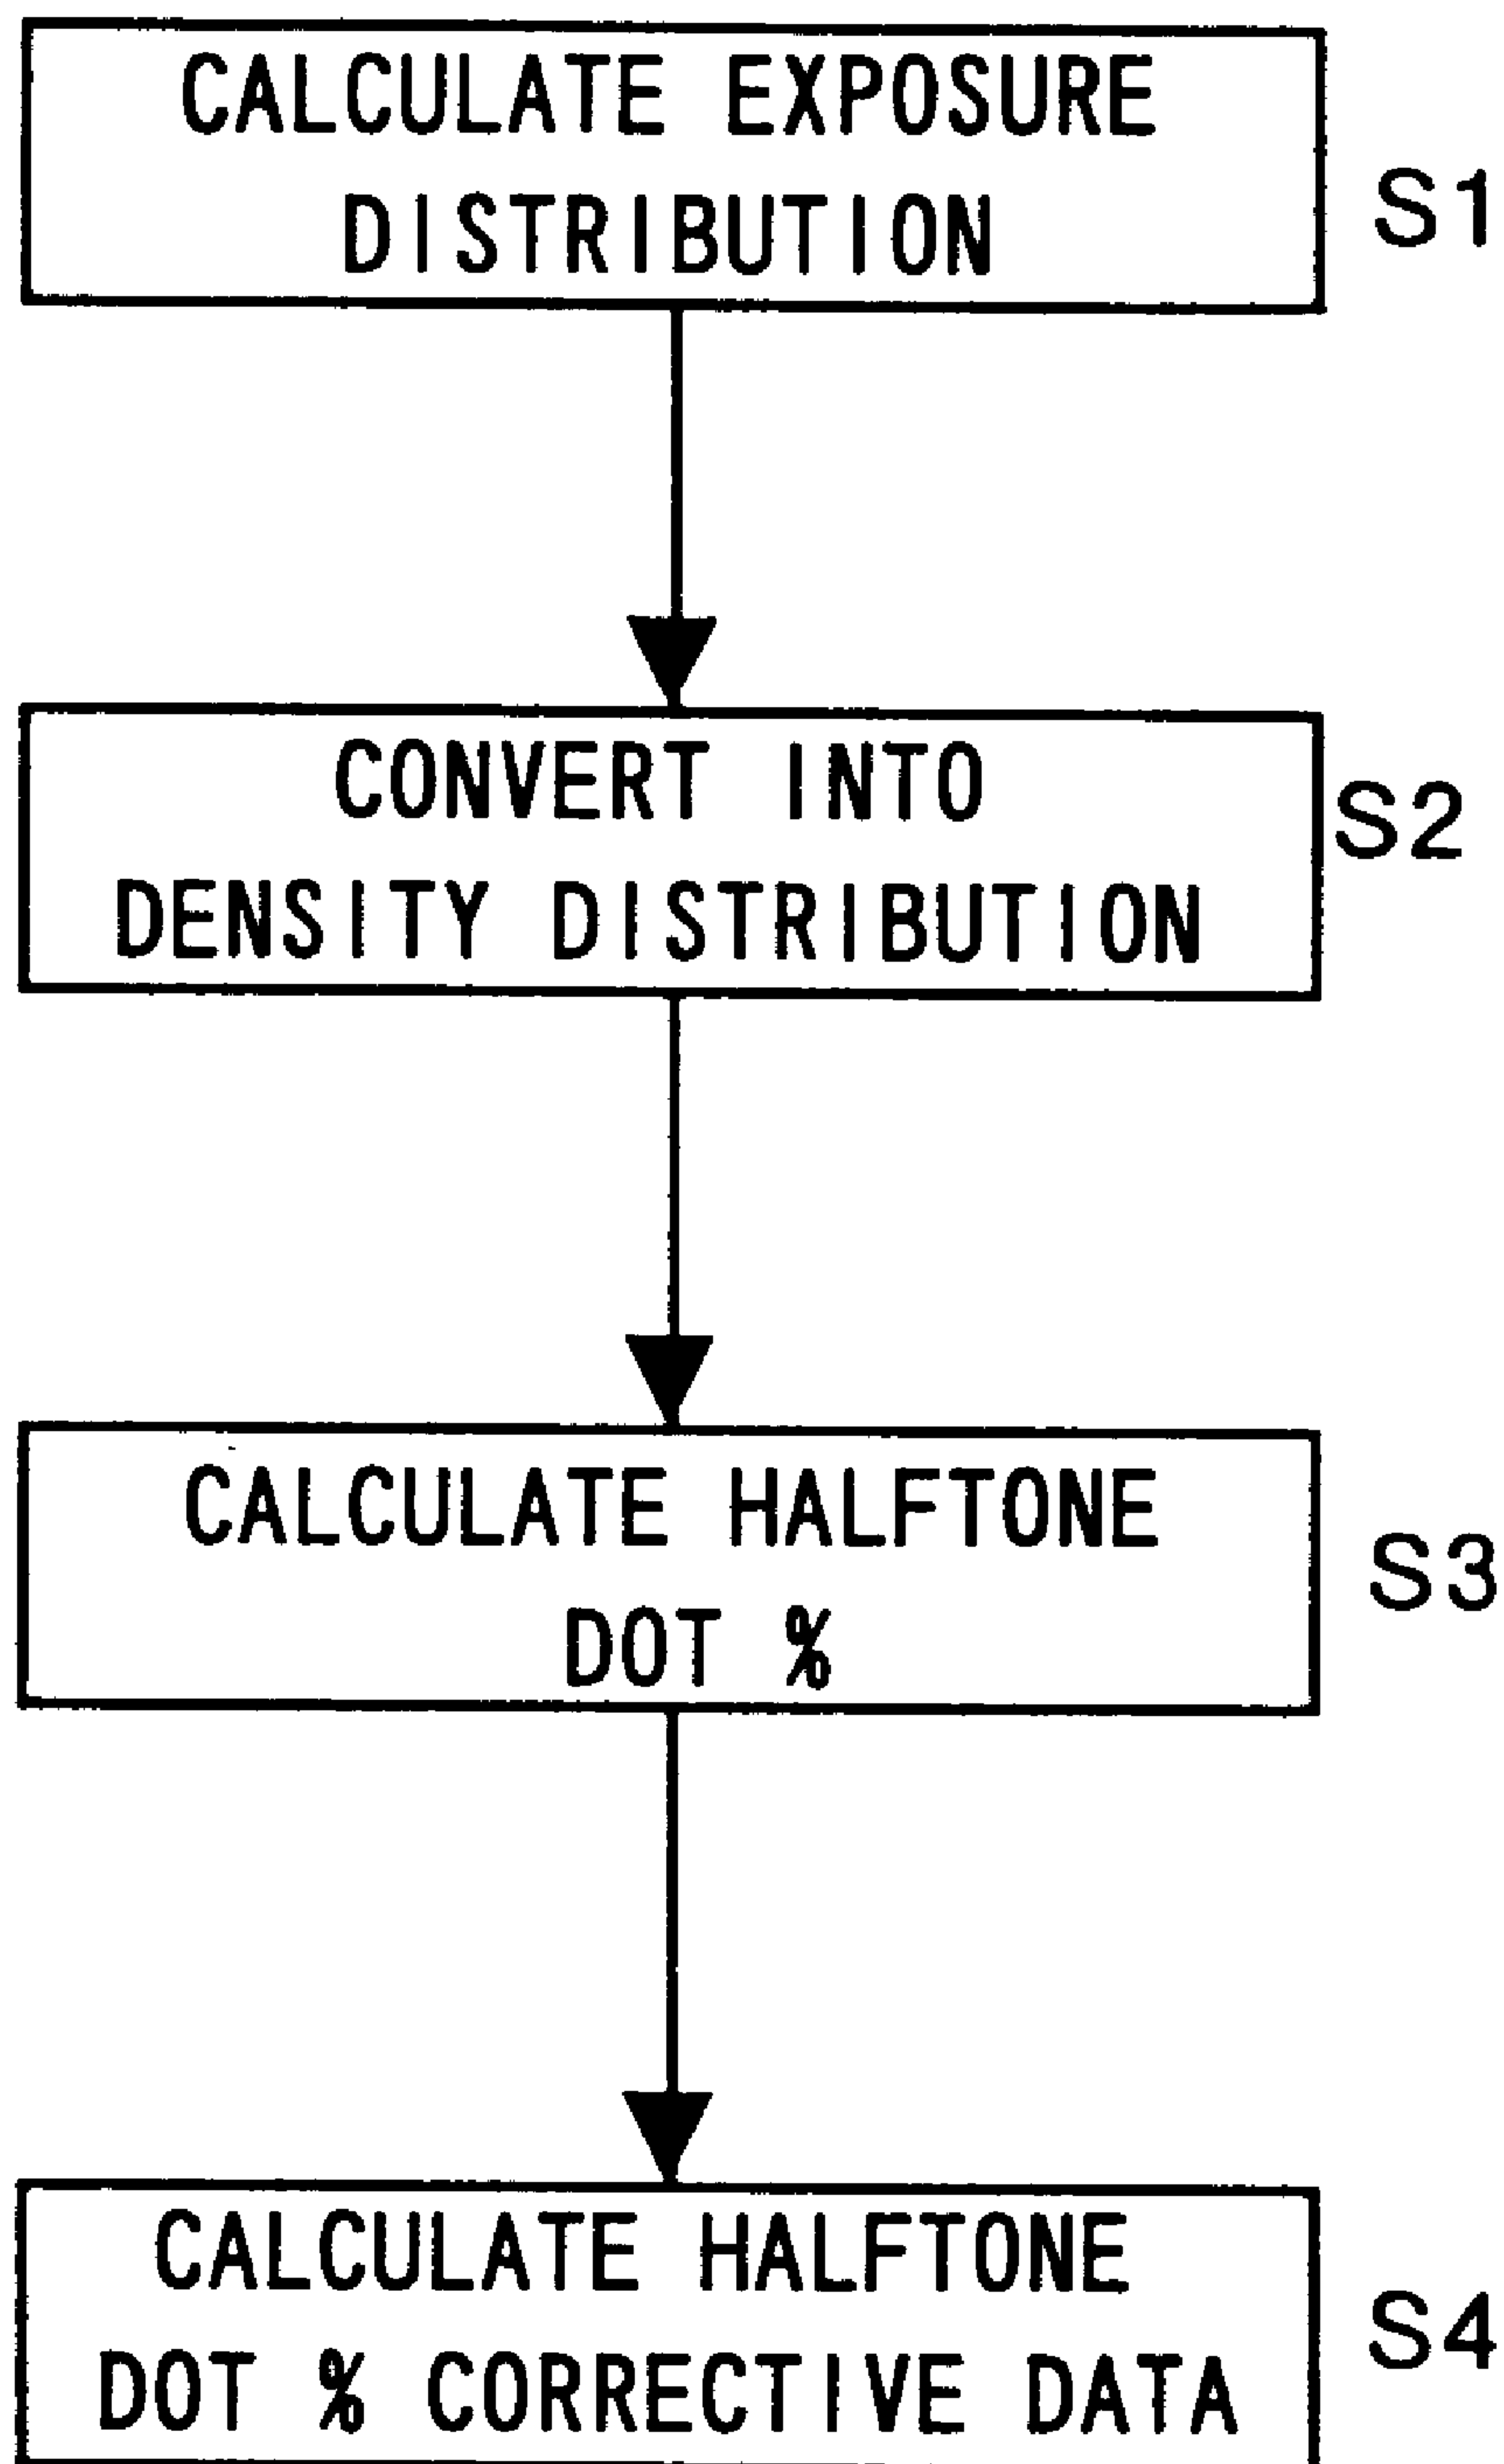 CALCULATE EXPOSURE
DISTRIBUTION
S1
CONVERT INTO
DENSITY DISTRIBUTION
S2
CALCULATE HALFTONE
DOT %
S3
CALCULATE HALFTONE
DOT % CORRECTIVE DATA
S4